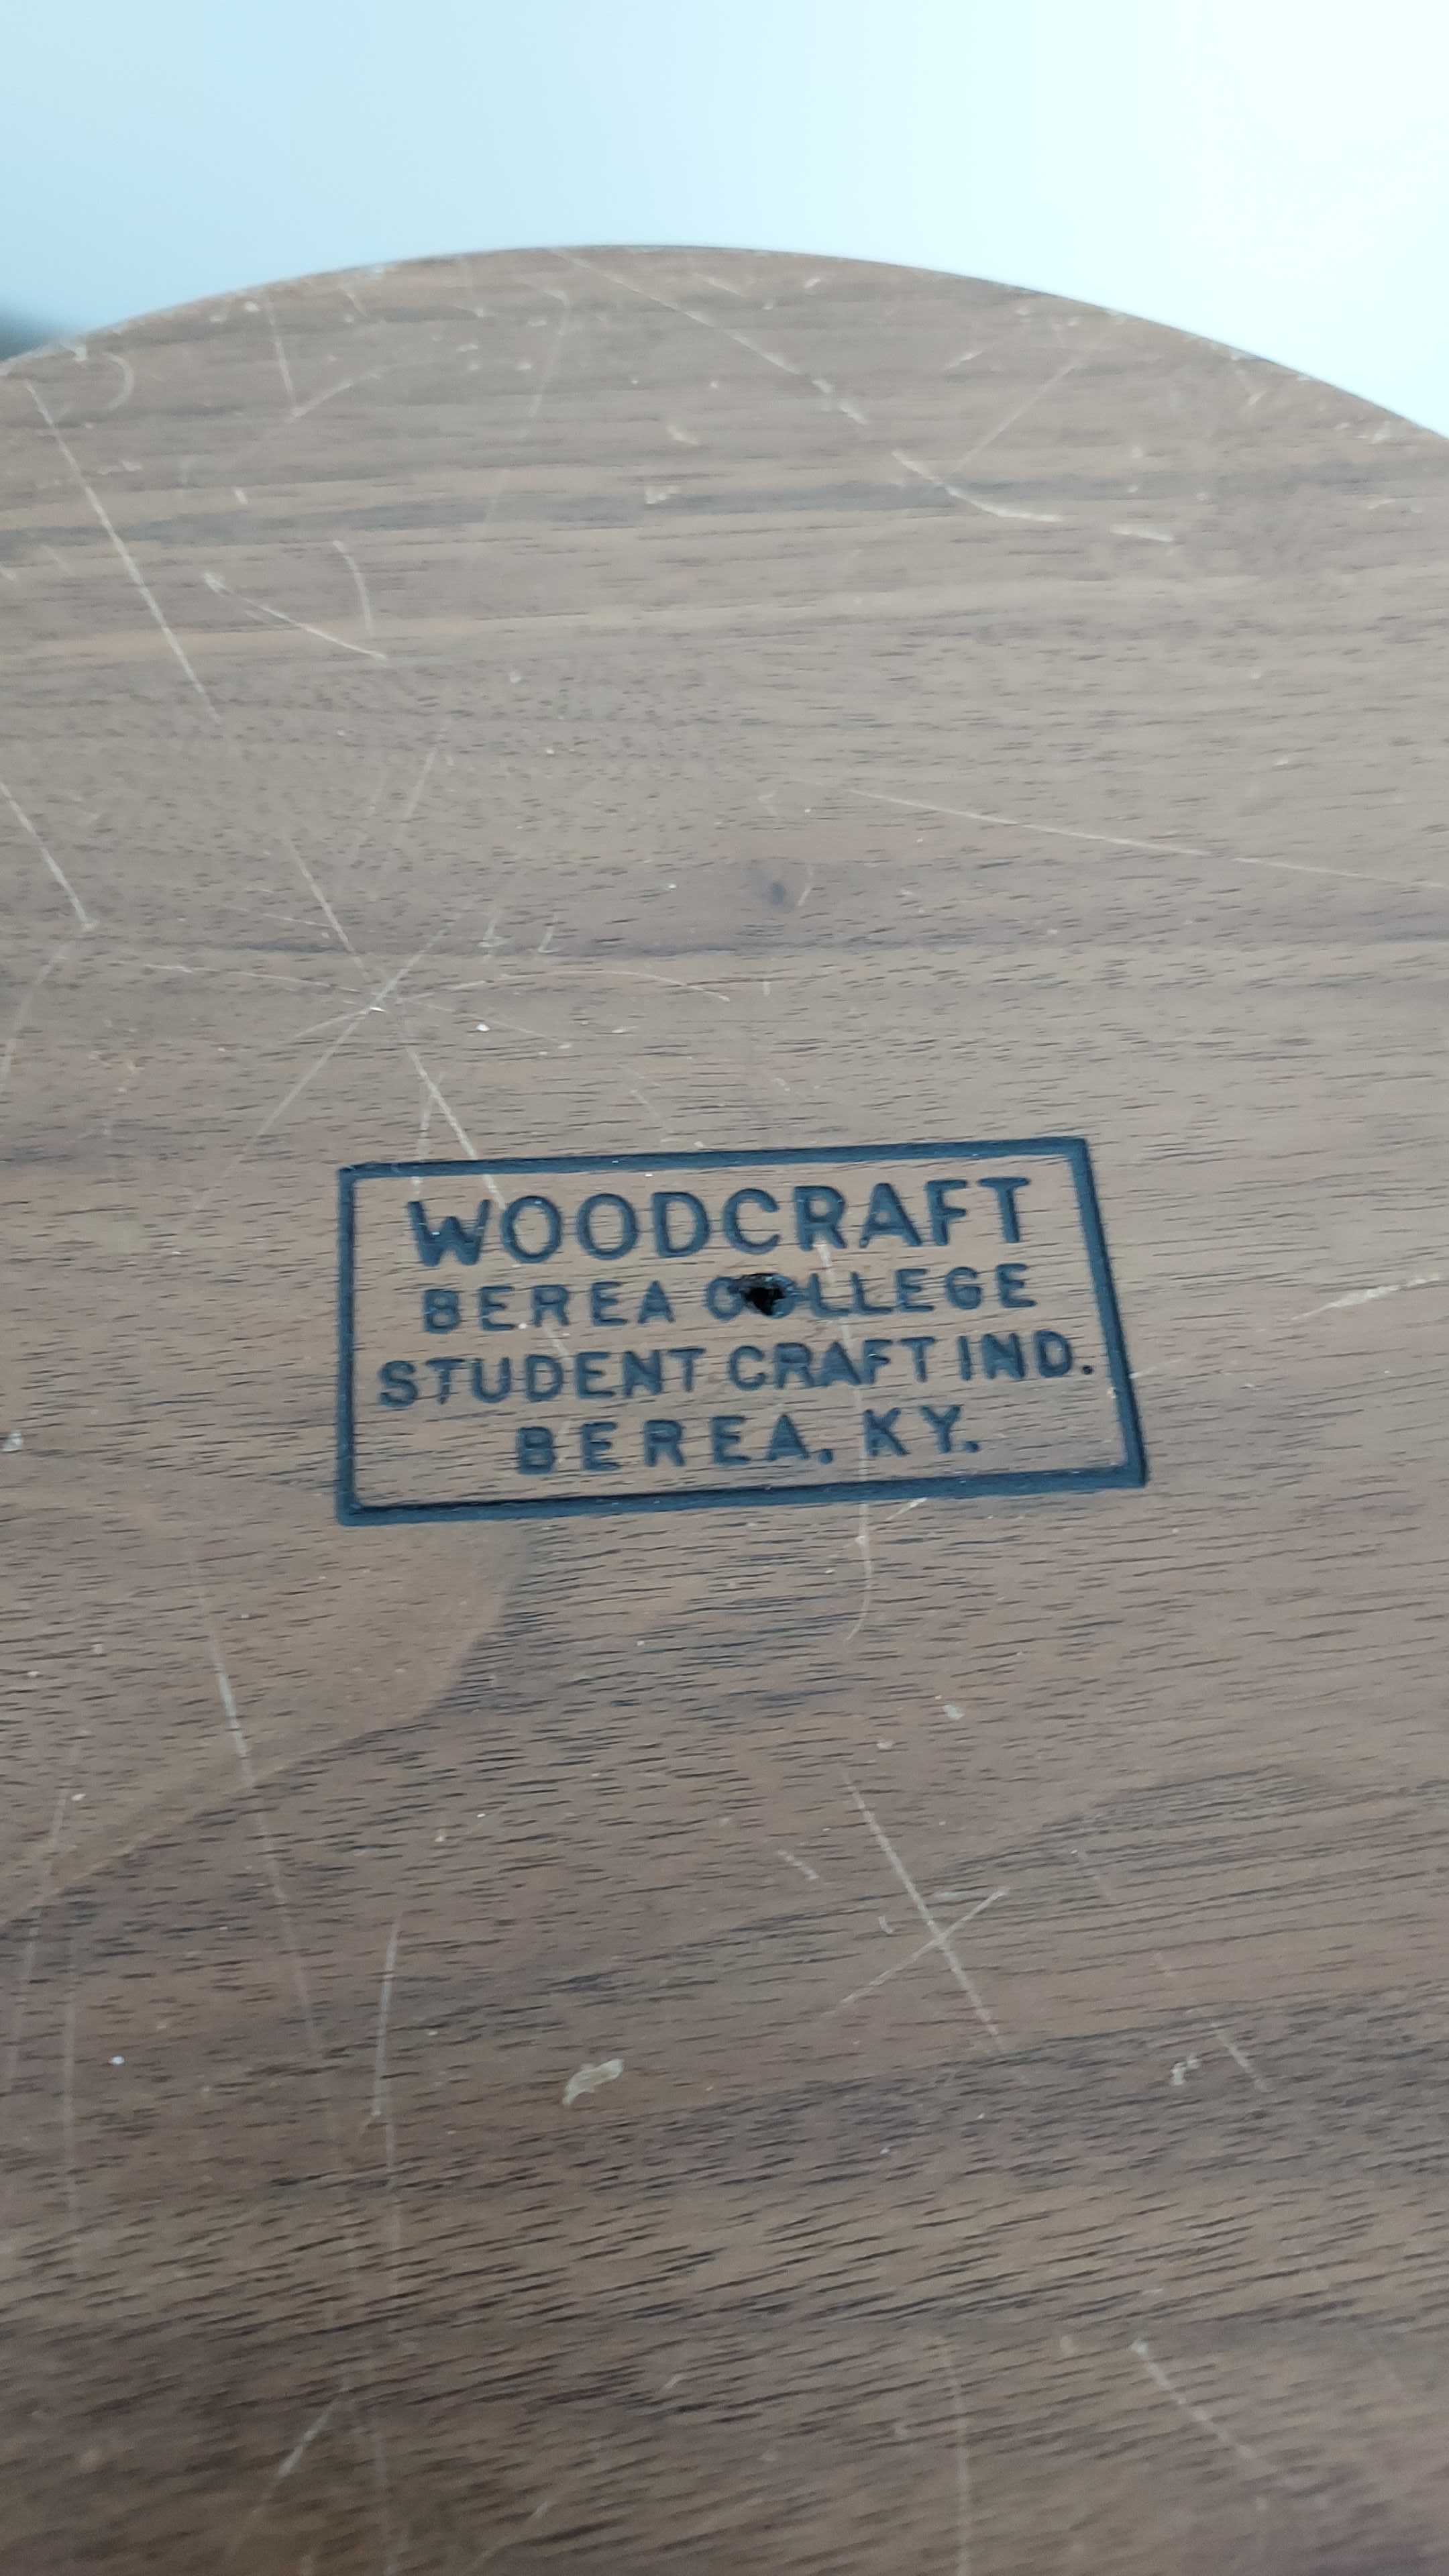 WOODCRAFT
BEREA COLLEGE
STUDENT CRAFT IND.
BEREA, KY.